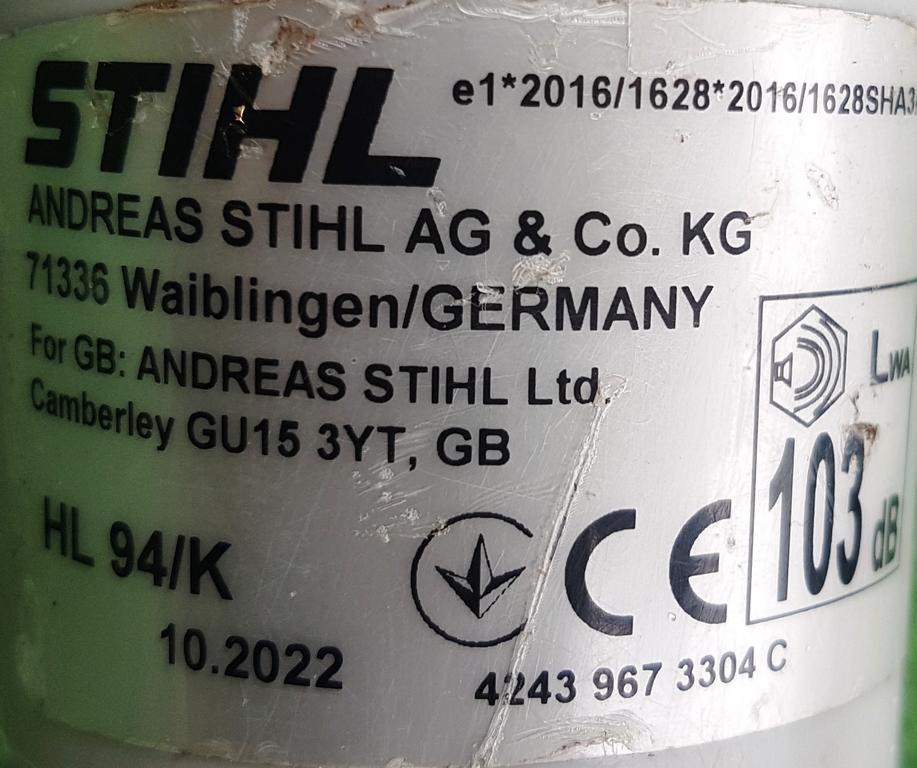 STIHL
e1*2016/1628*2016/1628SHA3
ANDREAS STIHL AG & Co. KG
71336 Waiblingen/GERMANY
For GB: ANDREAS STIHL Ltd.
Camberley GU15 3YT, GB
LWA
103 dB
HL 94/K
CE
10.2022
4243 967 3304 C